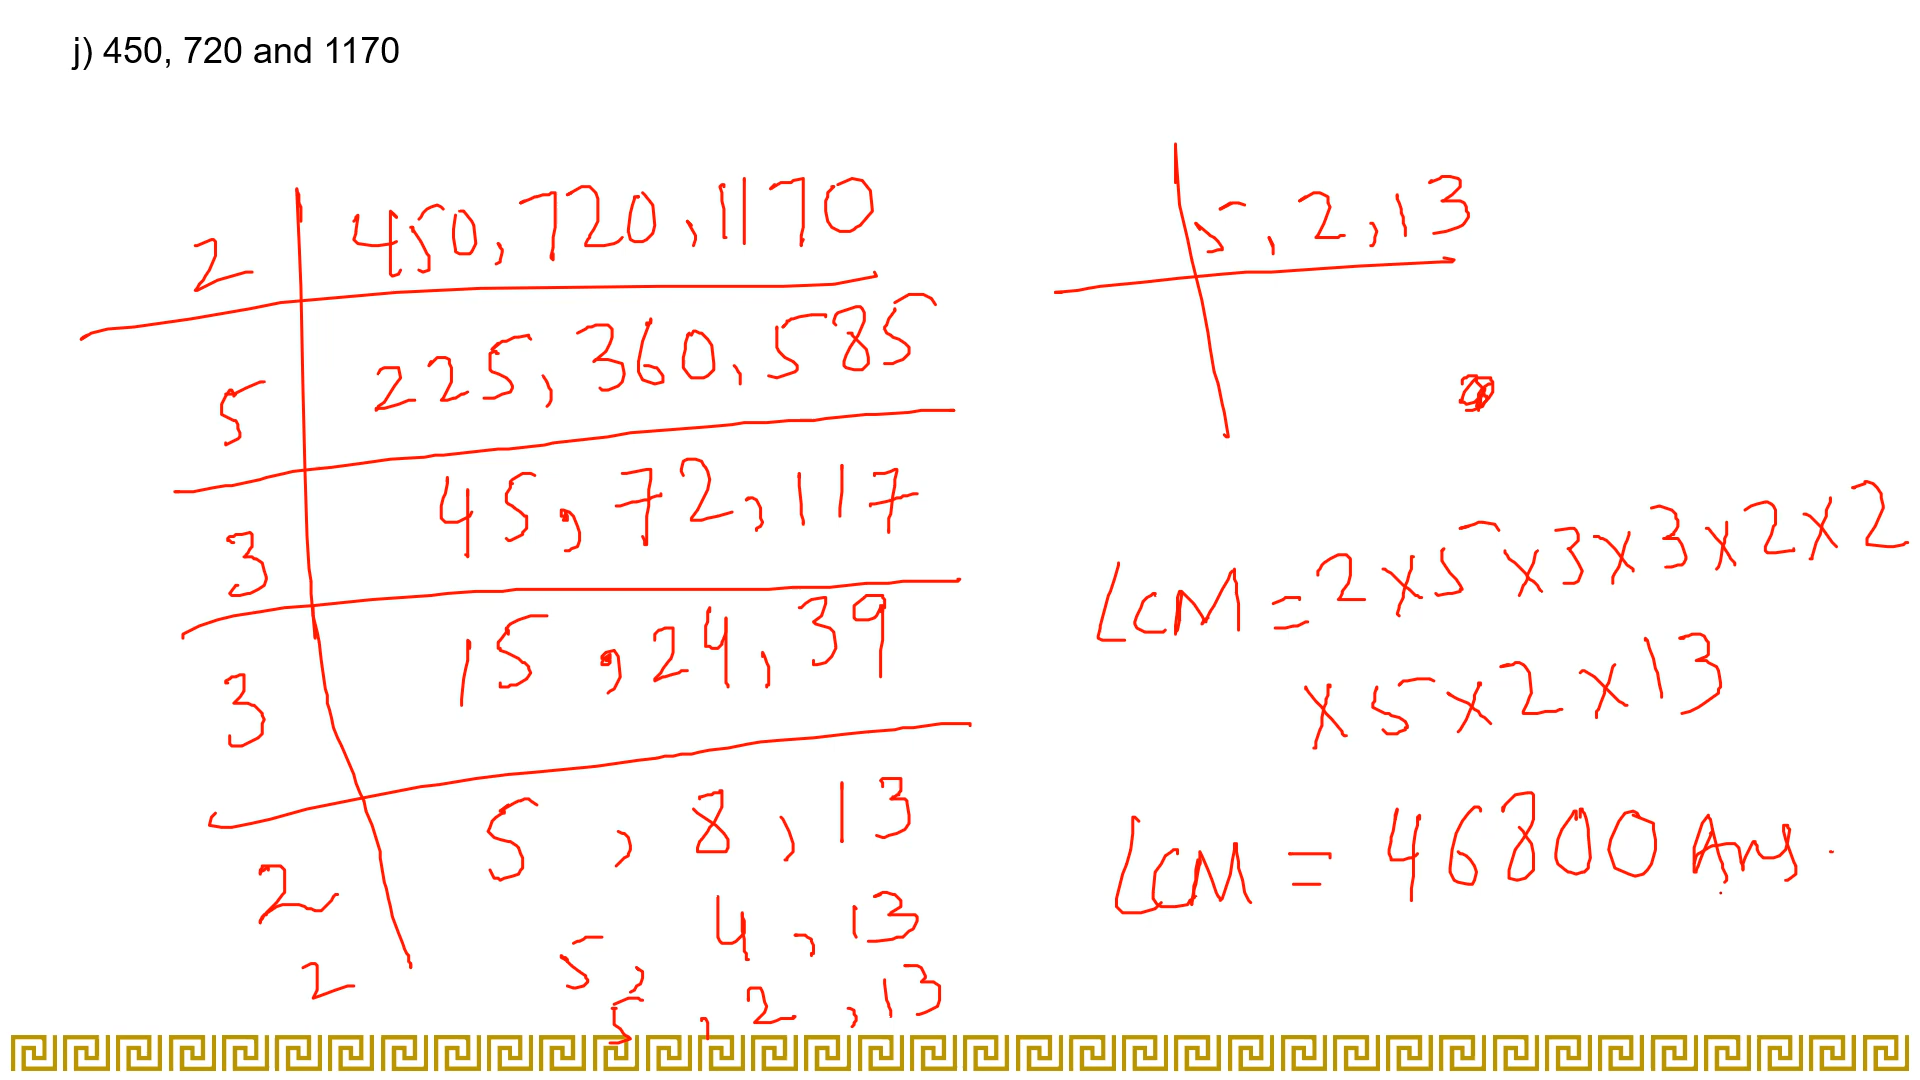 j) 450, 720 and 1170
2 450, 720, 1170
5 225, 360, 585
3 45, 72, 117
3 15, 24, 39
2 5, 8, 13
2 5, 4, 13
5, 2, 13
5, 2, 13
LCM = 2 x 5 x 3 x 3 x 2 x 2
x 5 x 2 x 13
LCM = 46800 Ans.